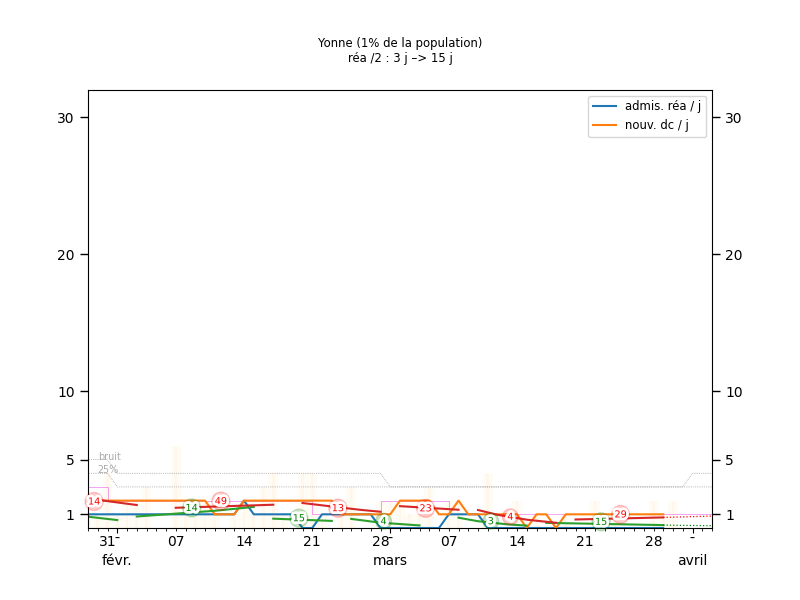 Yonne (1% de la population)
réa /2 : 3 j –> 15 j
admis. réa / j
nouv. dc / j
30 30
20 20
10 10
5 5
1 1
bruit
25%
14 14 49 15 13 4 23 3 4 15 29
31 07 14 21 28 07 14 21 28
févr. mars avril